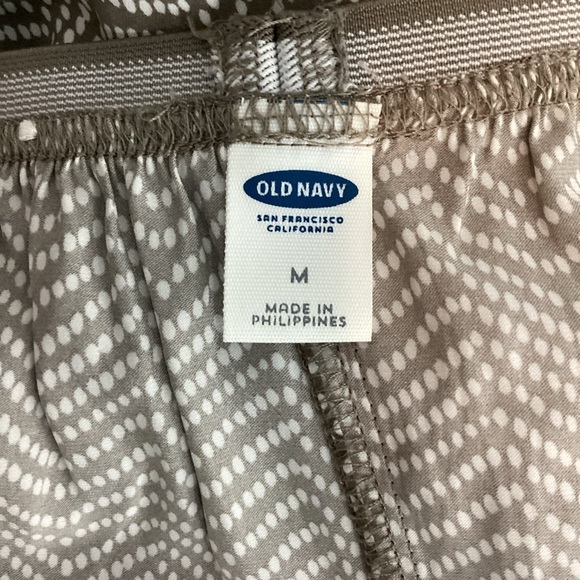 OLD NAVY
SAN FRANCISCO
CALIFORNIA
M
MADE IN
PHILIPPINES